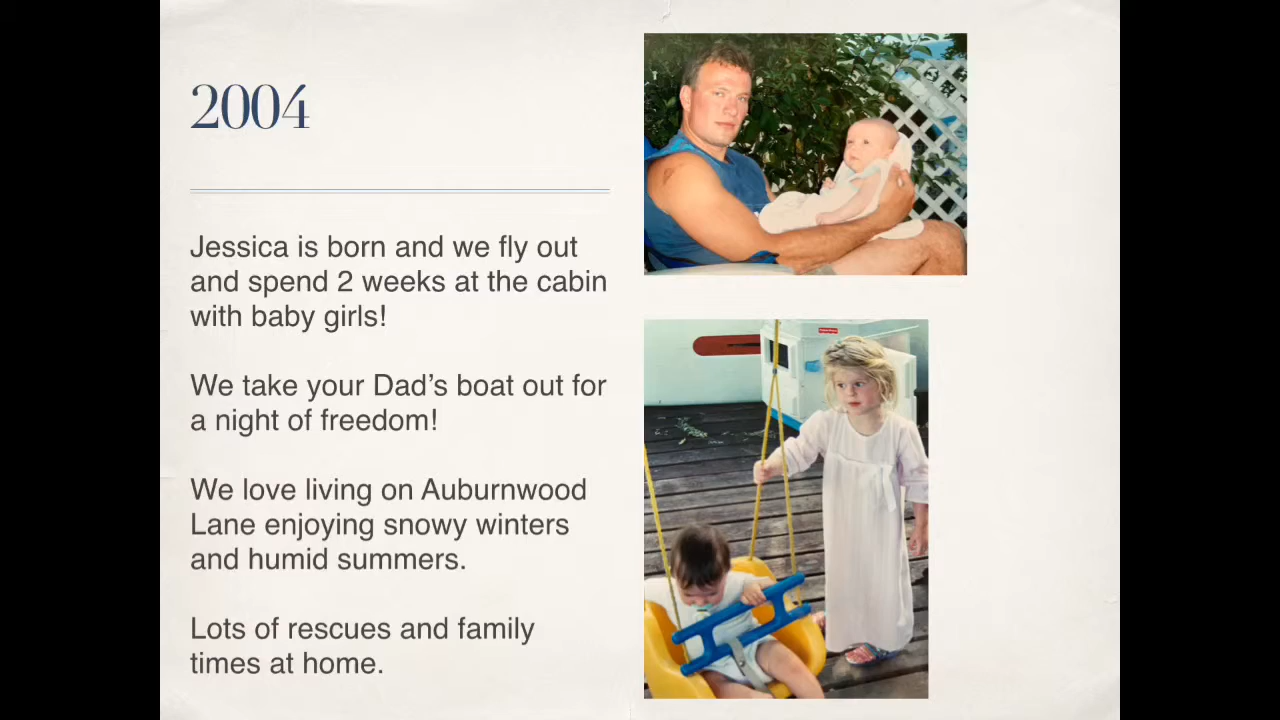 2004
Jessica is born and we fly out
and spend 2 weeks at the cabin
with baby girls!
We take your Dad’s boat out for
a night of freedom!
We love living on Auburnwood
Lane enjoying snowy winters
and humid summers.
Lots of rescues and family
times at home.